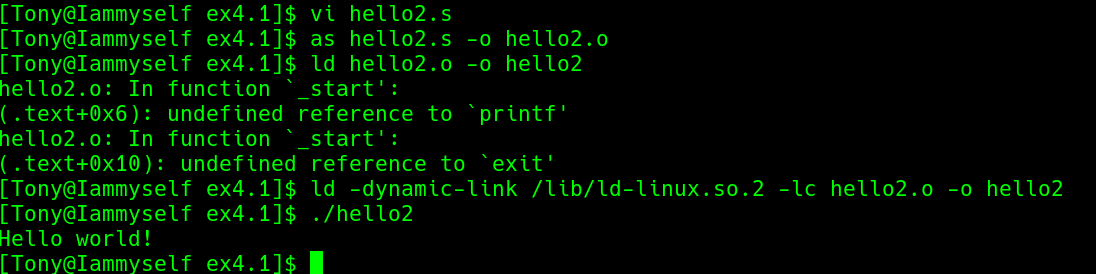 [Tony@Iammyself ex4.1]$ vi hello2.s
[Tony@Iammyself ex4.1]$ as hello2.s -o hello2.o
[Tony@Iammyself ex4.1]$ ld hello2.o -o hello2
hello2.o: In function `_start':
(.text+0x6): undefined reference to `printf'
hello2.o: In function `_start':
(.text+0x10): undefined reference to `exit'
[Tony@Iammyself ex4.1]$ ld -dynamic-link /lib/ld-linux.so.2 -lc hello2.o -o hello2
[Tony@Iammyself ex4.1]$ ./hello2
Hello world!
[Tony@Iammyself ex4.1]$